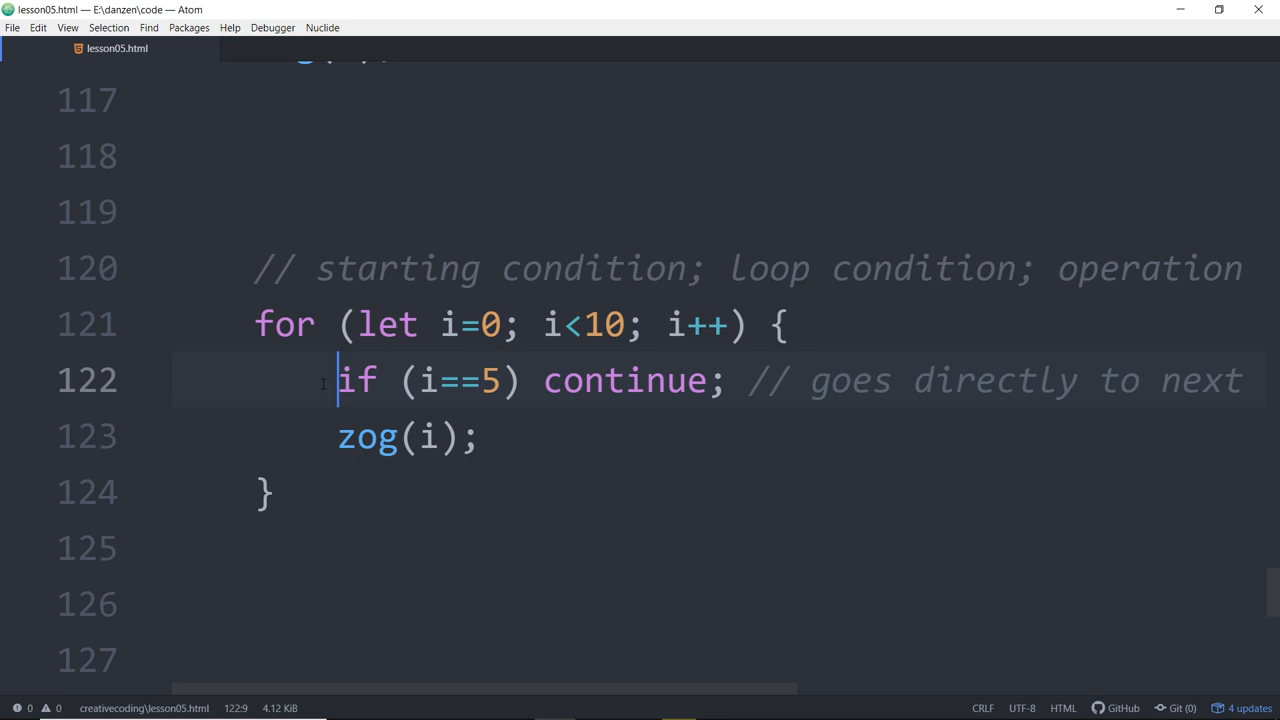 lesson05.html — E:\danzen\code — Atom
File Edit View Selection Find Packages Help Debugger Nuclide
lesson05.html
117
118
119
120 // starting condition; loop condition; operation
121 for (let i=0; i<10; i++) {
122 if (i==5) continue; // goes directly to next
123 zog(i);
124 }
125
126
127
0 0 creativecoding\lesson05.html 122:9 4.12 KiB CRLF UTF-8 HTML GitHub Git (0) 4 updates